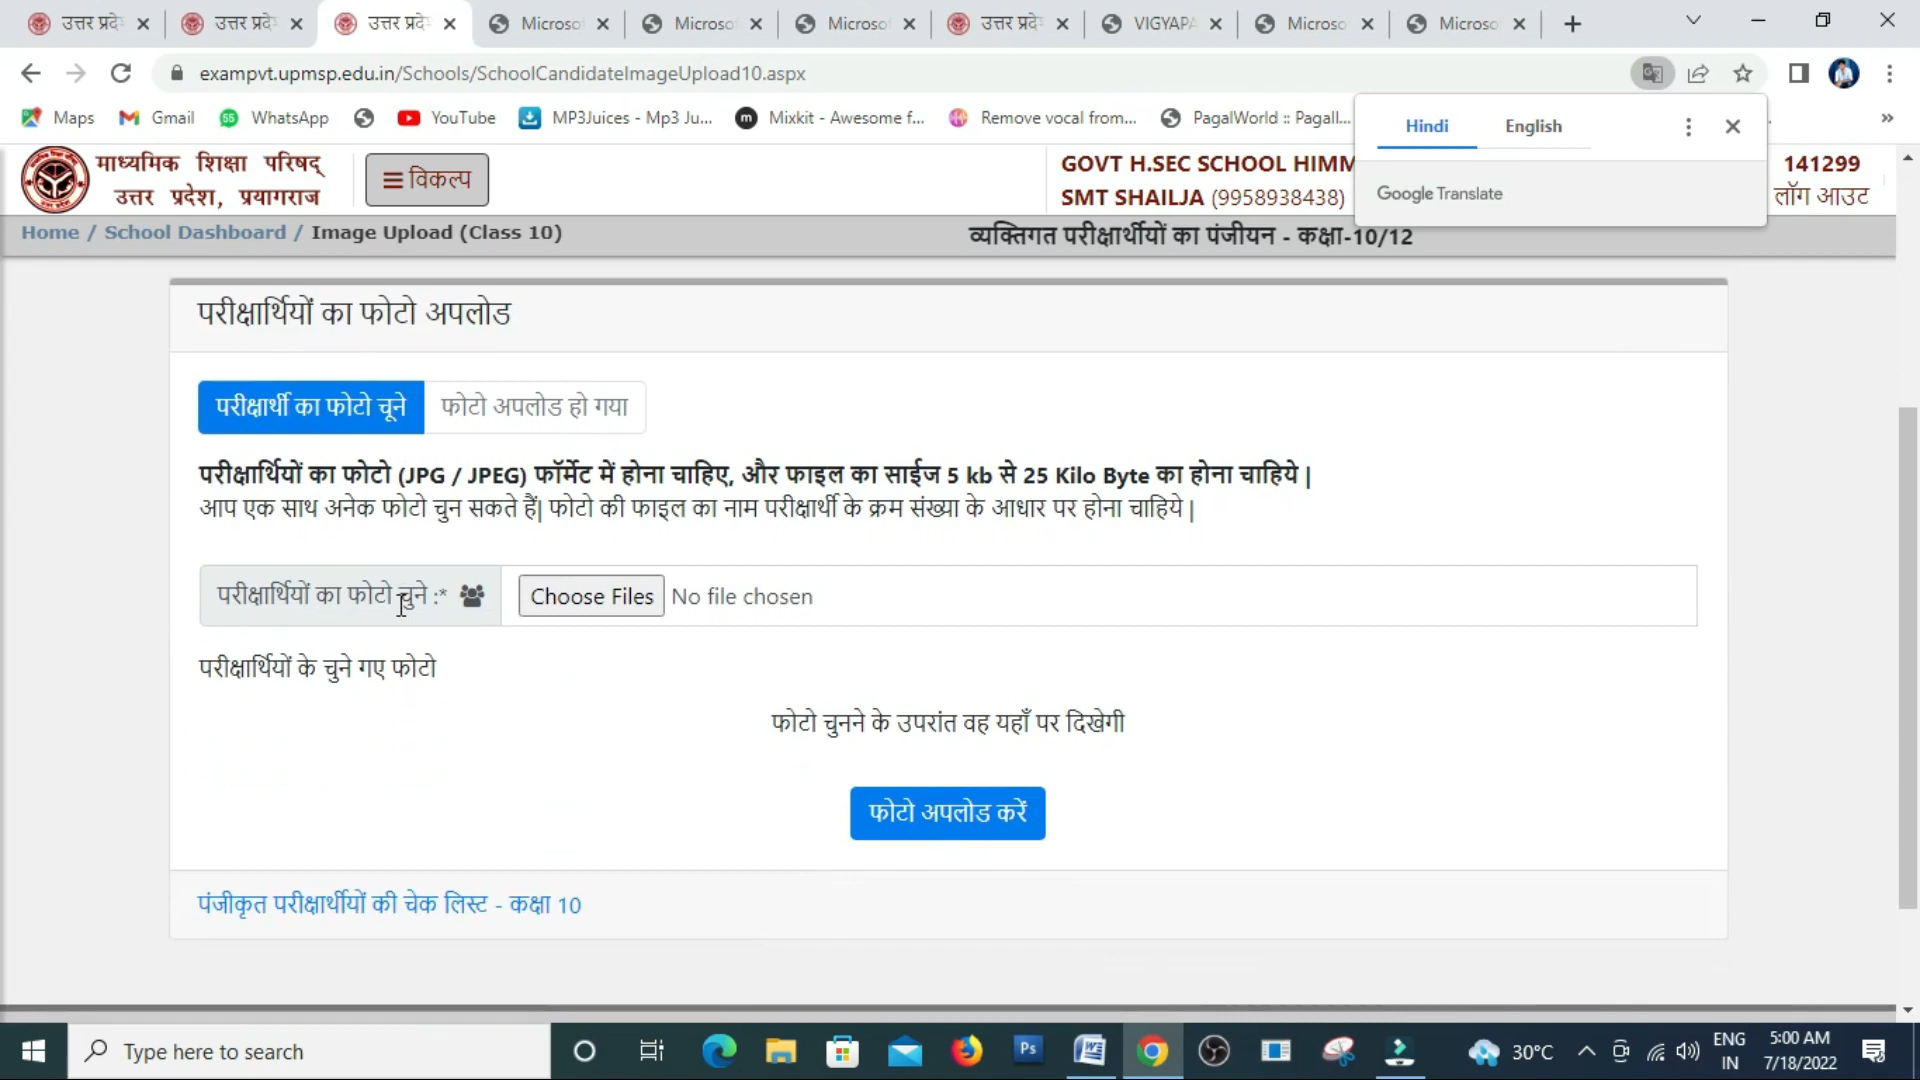 उत्तर प्रदे
उत्तर प्रदे
उत्तर प्रदे
Microso
Microso
Microso
उत्तर प्रदे
VIGYAPA
Microso
Microso
exampvt.upmsp.edu.in/Schools/SchoolCandidateImageUpload10.aspx
Maps
Gmail
55
WhatsApp
YouTube
MP3Juices - Mp3 Ju...
m
Mixkit - Awesome f...
Remove vocal from...
PagalWorld :: Pagall...
»
Hindi
English
Google Translate
माध्यमिक शिक्षा परिषद्
उत्तर प्रदेश, प्रयागराज
विकल्प
GOVT H.SEC SCHOOL HIMM
SMT SHAILJA (9958938438)
141299
लॉग आउट
Home / School Dashboard / Image Upload (Class 10)
व्यक्तिगत परीक्षार्थीयों का पंजीयन - कक्षा-10/12
परीक्षार्थियों का फोटो अपलोड
परीक्षार्थी का फोटो चूने
फोटो अपलोड हो गया
परीक्षार्थियों का फोटो (JPG / JPEG) फॉर्मेट में होना चाहिए, और फाइल का साईज 5 kb से 25 Kilo Byte का होना चाहिये |
आप एक साथ अनेक फोटो चुन सकते हैं| फोटो की फाइल का नाम परीक्षार्थी के क्रम संख्या के आधार पर होना चाहिये |
परीक्षार्थियों का फोटो चुने :*
Choose Files No file chosen
परीक्षार्थियों के चुने गए फोटो
फोटो चुनने के उपरांत वह यहाँ पर दिखेगी
फोटो अपलोड करें
पंजीकृत परीक्षार्थीयों की चेक लिस्ट - कक्षा 10
Type here to search
Ps
30°C
ENG
IN
5:00 AM
7/18/2022